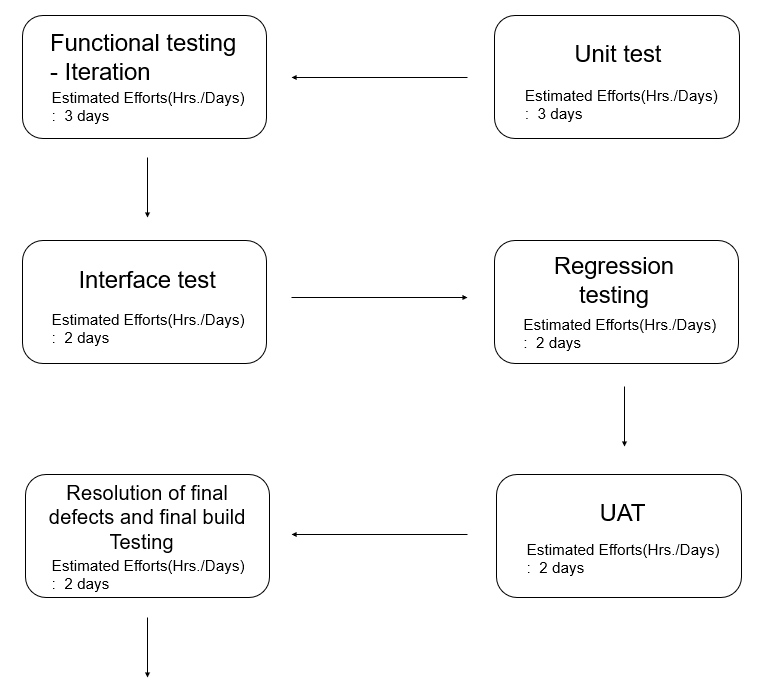 Functional testing
- Iteration
Estimated Efforts(Hrs./Days)
: 3 days
Unit test
Estimated Efforts(Hrs./Days)
: 3 days
Interface test
Estimated Efforts(Hrs./Days)
: 2 days
Regression
testing
Estimated Efforts(Hrs./Days)
: 2 days
Resolution of final
defects and final build
Testing
Estimated Efforts(Hrs./Days)
: 2 days
UAT
Estimated Efforts(Hrs./Days)
: 2 days